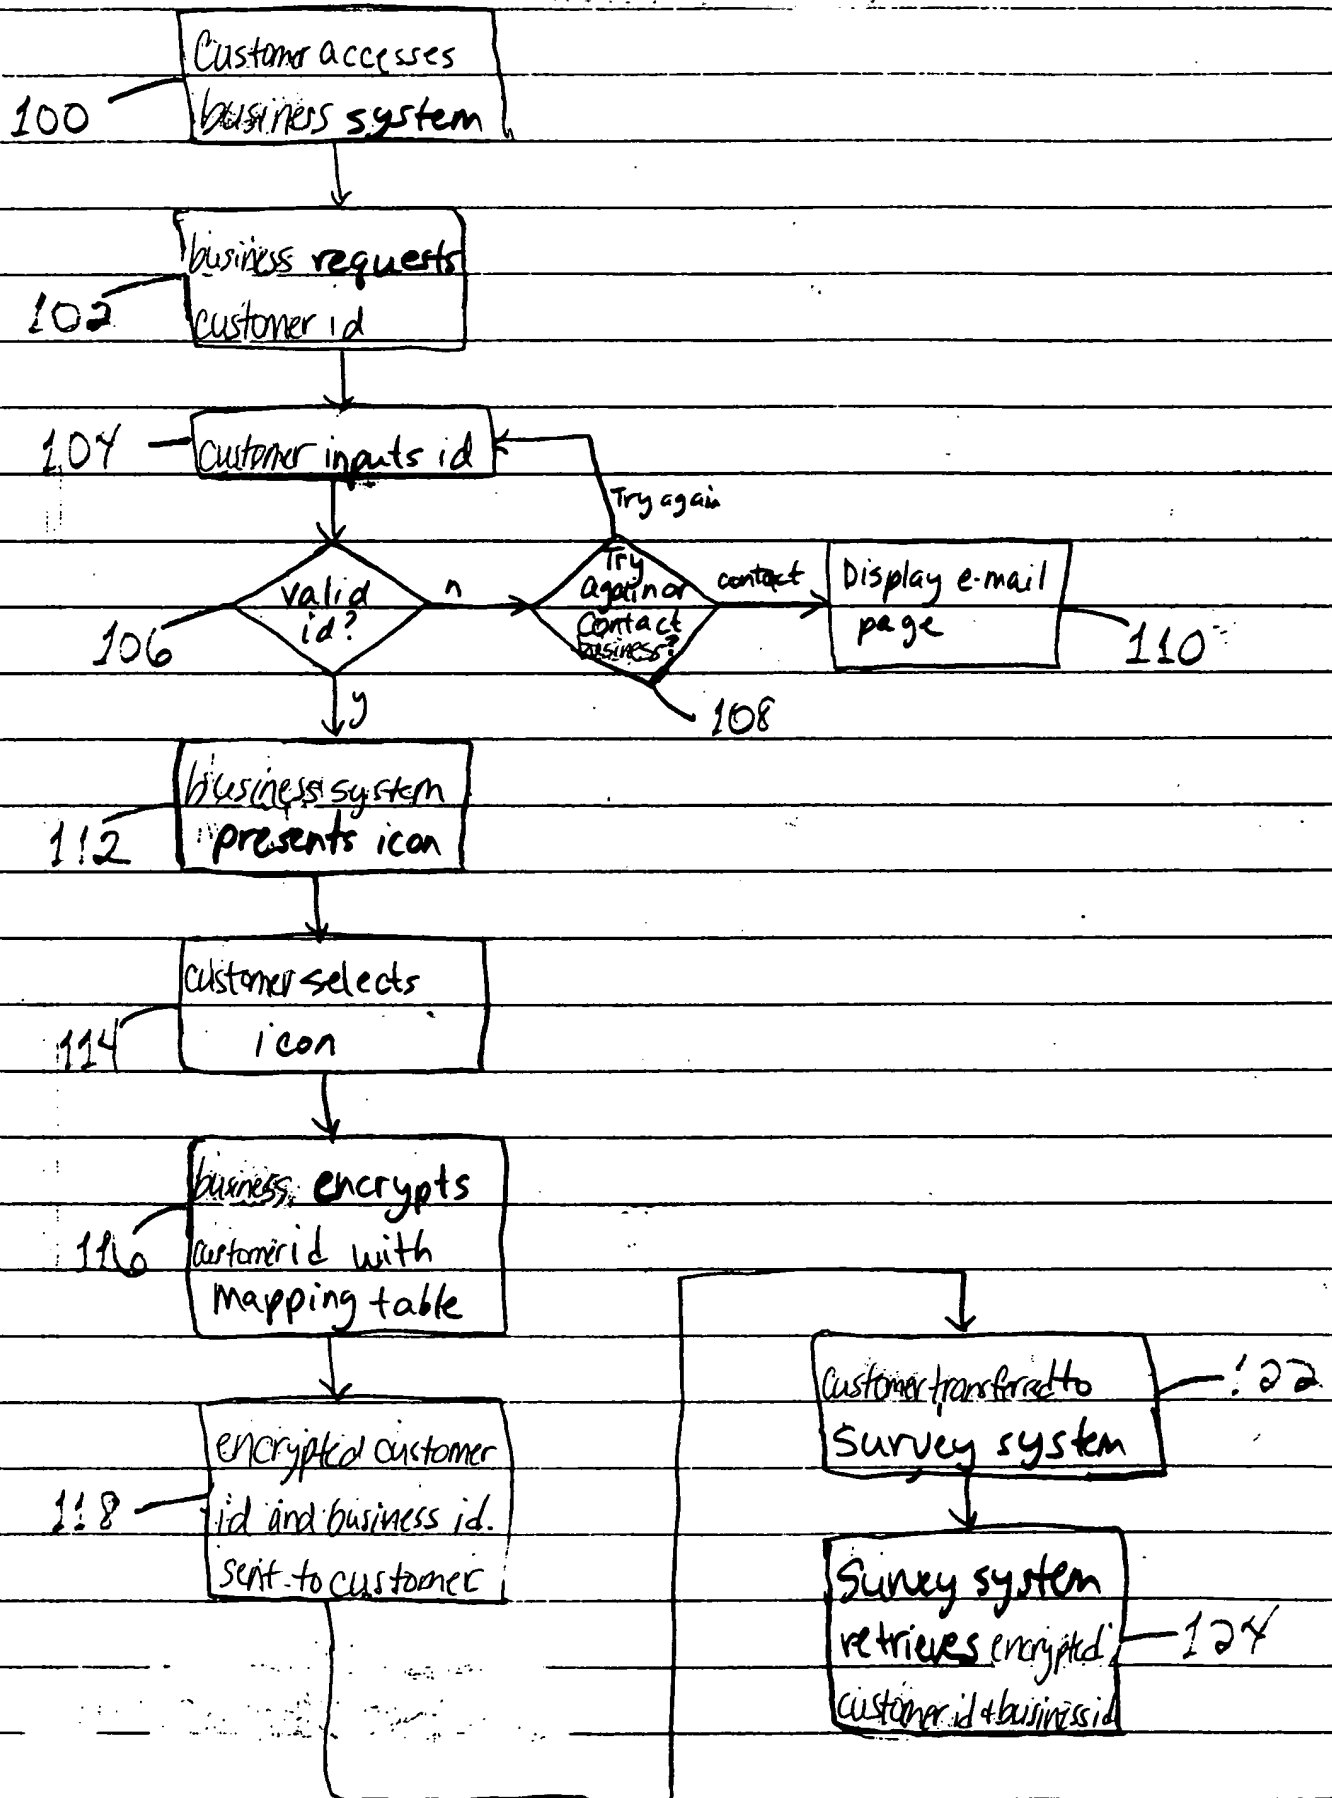 Customer accesses
business system
100
business requests
customer id
102
customer inputs id
104
Try again
valid
id?
106
n
Try
again or
contact
business?
108
contact
Display e-mail
page
110
y
business system
presents icon
112
customer selects
icon
114
business encrypts
customer id with
mapping table
116
encrypted customer
id and business id.
sent to customer
118
customer transferred to
survey system
122
Survey system
retrieves encrypted
customer id + business id
124